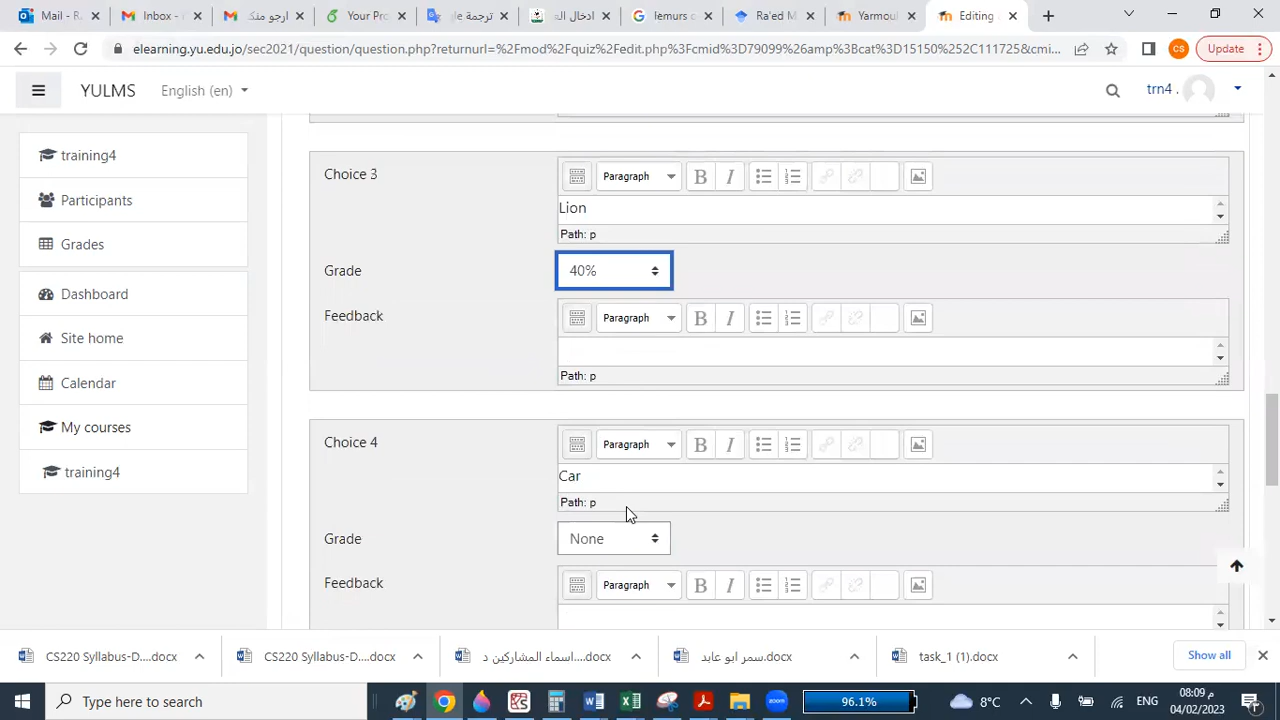 Mail - R
Inbox - r
ارجو منك
Your Pro
ترجمة
ادخال ال
lemurs c
Ra'ed M
Yarmou
Editing
elearning.yu.edu.jo/sec2021/question/question.php?returnurl=%2Fmod%2Fquiz%2Fedit.php%3Fcmid%3D79099%26amp%3Bcat%3D15150%252C111725&cmi...
CS
Update
YULMS
English (en)
trn4 .
training4
Participants
Grades
Dashboard
Site home
Calendar
My courses
training4
Choice 3
Paragraph
B I
Lion
Path: p
Grade
40%
Feedback
Paragraph
B I
Path: p
Choice 4
Paragraph
B I
Car
Path: p
Grade
None
Feedback
Paragraph
B I
CS220 Syllabus-D....docx
CS220 Syllabus-D....docx
اسماء المشاركين د....docx
سمر ابو عابد.docx
task_1 (1).docx
Show all
Type here to search
zoom
96.1%
8°C
ENG
08:09 م
04/02/2023